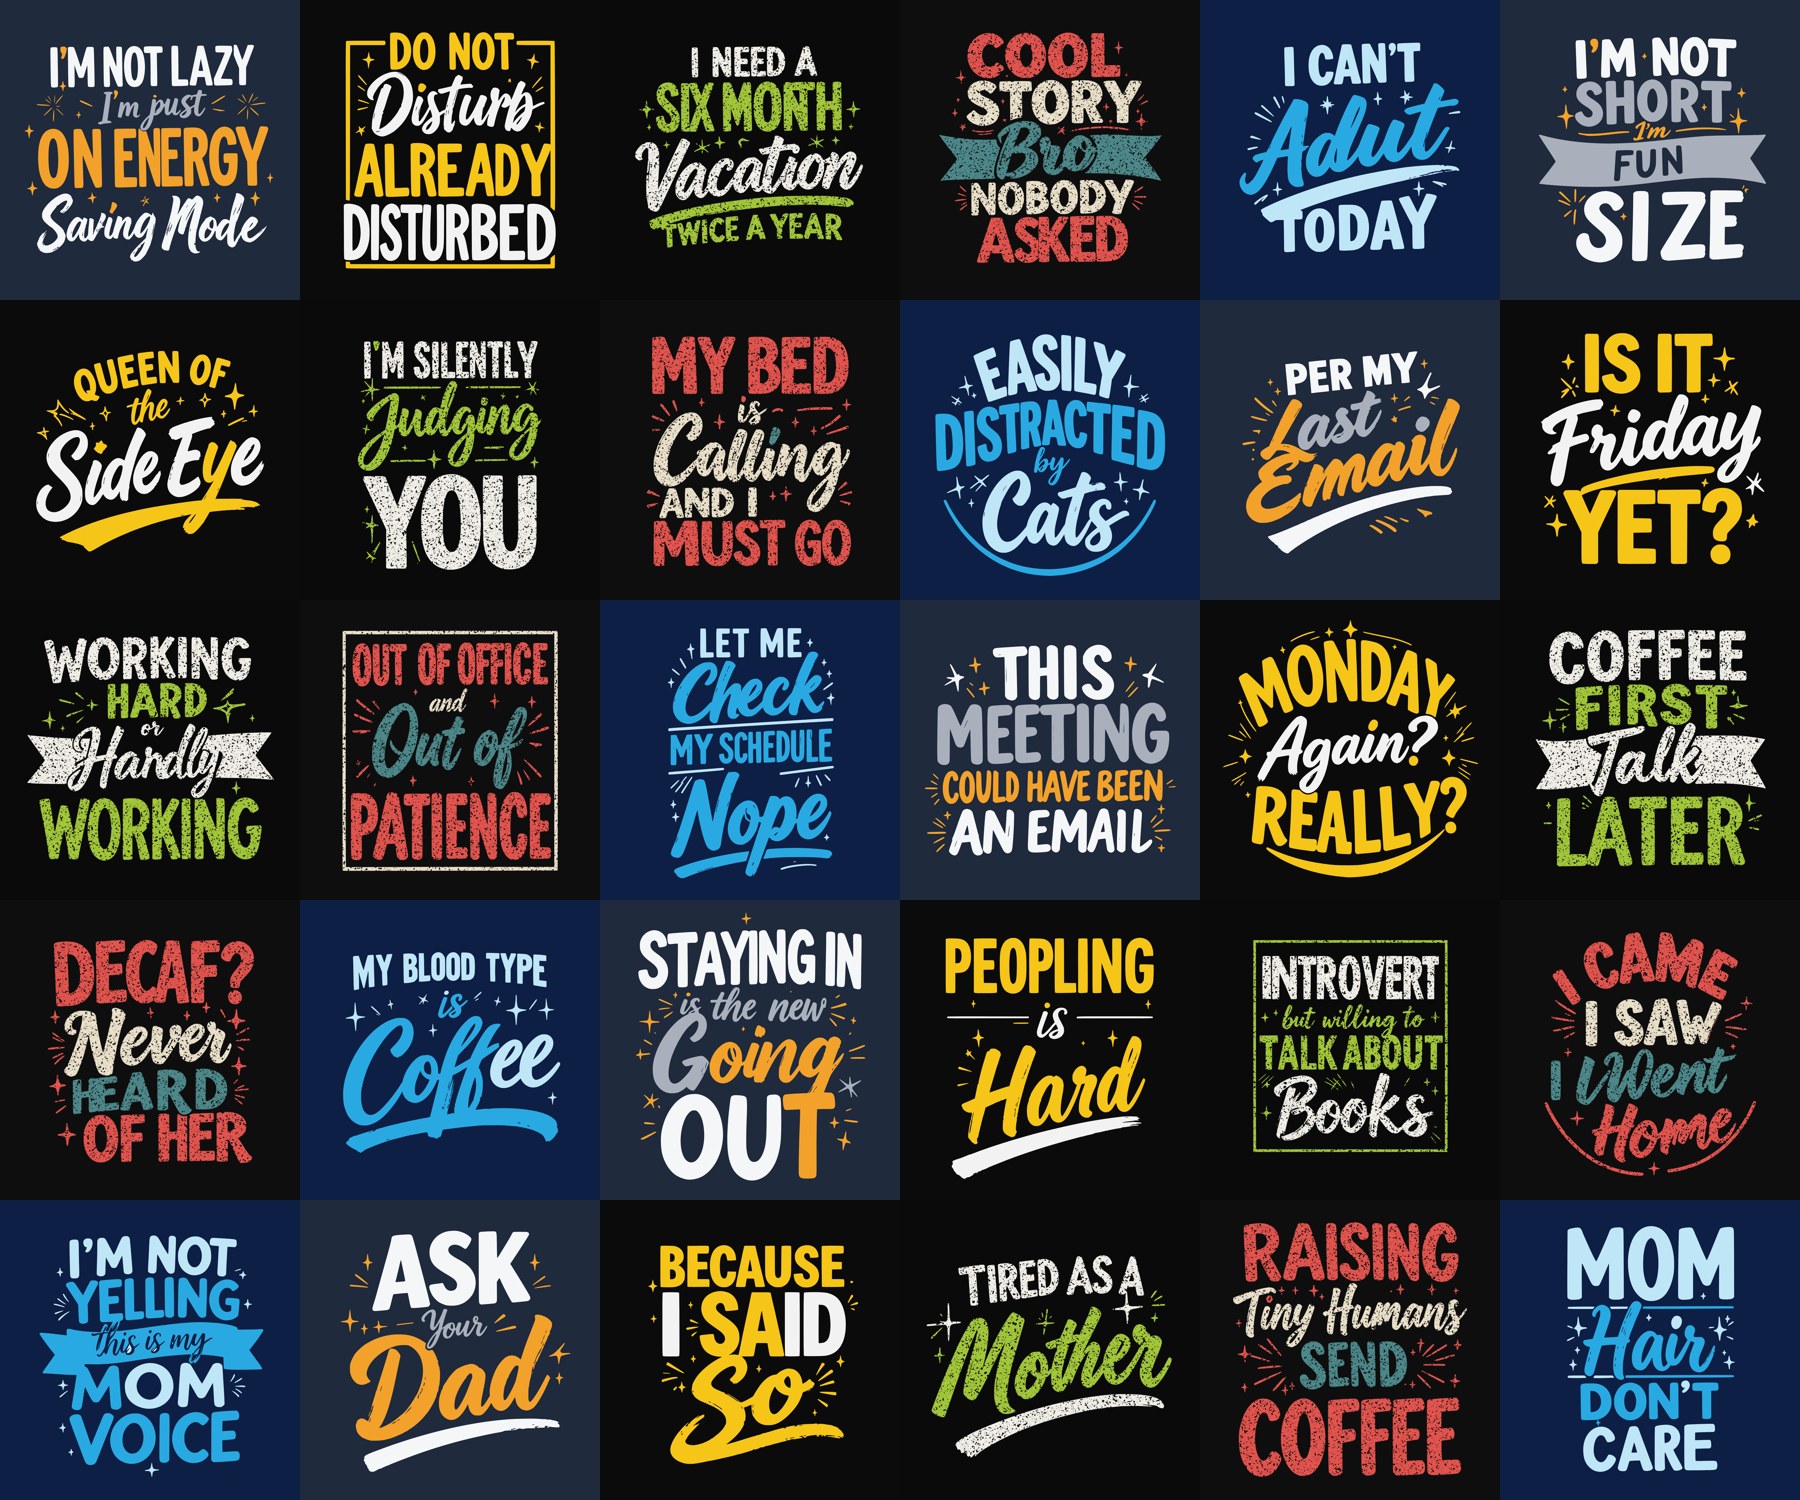 I'M NOT LAZY
I'm just
ON ENERGY
Saving Mode
DO NOT
Disturb
ALREADY
DISTURBED
I NEED A
SIX MONTH
Vacation
TWICE A YEAR
COOL
STORY
Bro
NOBODY
ASKED
I CAN'T
Adut
TODAY
I'M NOT
SHORT
I'm
FUN
SIZE
QUEEN OF
the
Side Eye
I'M SILENTLY
Judging
YOU
MY BED
is
Calling
AND I
MUST GO
EASILY
DISTRACTED
by
Cats
PER MY
Last
Email
IS IT
Friday
YET?
WORKING
HARD
or
Hardly
WORKING
OUT OF OFFICE
and
Out of
PATIENCE
LET ME
Check
MY SCHEDULE
Nope
THIS
MEETING
COULD HAVE BEEN
AN EMAIL
MONDAY
Again?
REALLY?
COFFEE
FIRST
Talk
LATER
DECAF?
Never
HEARD
OF HER
MY BLOOD TYPE
is
Coffee
STAYING IN
is the new
Going
OUT
PEOPLING
is
Hard
INTROVERT
but willing to
TALK ABOUT
Books
I CAME
I SAW
I Went
Home
I'M NOT
YELLING
this is my
MOM
VOICE
ASK
Your
Dad
BECAUSE
I SAID
So
TIRED AS A
Mother
RAISING
Tiny Humans
SEND
COFFEE
MOM
Hair
DON'T
CARE